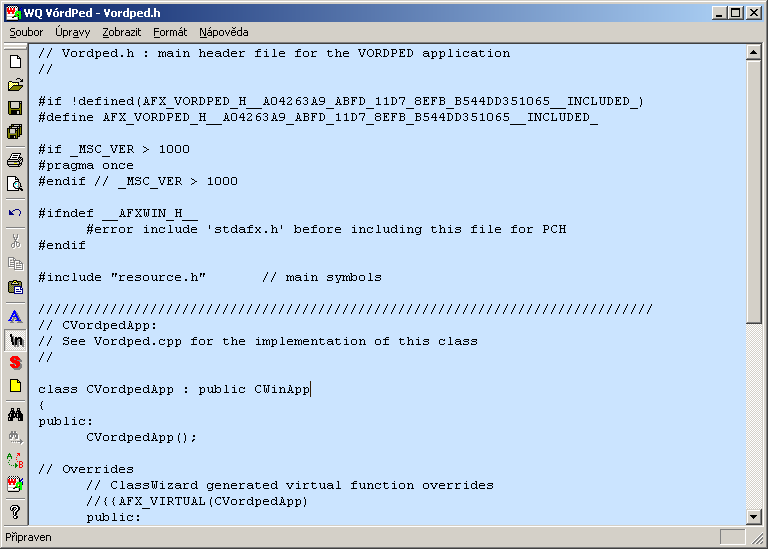 WQ VórdPed - Vordped.h
Soubor Úpravy Zobrazit Formát Nápověda
// Vordped.h : main header file for the VORDPED application
//
#if !defined(AFX_VORDPED_H__A04263A9_ABFD_11D7_8EFB_B544DD351065__INCLUDED_)
#define AFX_VORDPED_H__A04263A9_ABFD_11D7_8EFB_B544DD351065__INCLUDED_
#if _MSC_VER > 1000
#pragma once
#endif // _MSC_VER > 1000
#ifndef __AFXWIN_H__
#error include 'stdafx.h' before including this file for PCH
#endif
#include "resource.h" // main symbols
/////////////////////////////////////////////////////////////////////////////
// CVordpedApp:
// See Vordped.cpp for the implementation of this class
//
class CVordpedApp : public CWinApp
{
public:
CVordpedApp();
// Overrides
// ClassWizard generated virtual function overrides
//{{AFX_VIRTUAL(CVordpedApp)
public:
A
\n
S
A B
?
Připraven